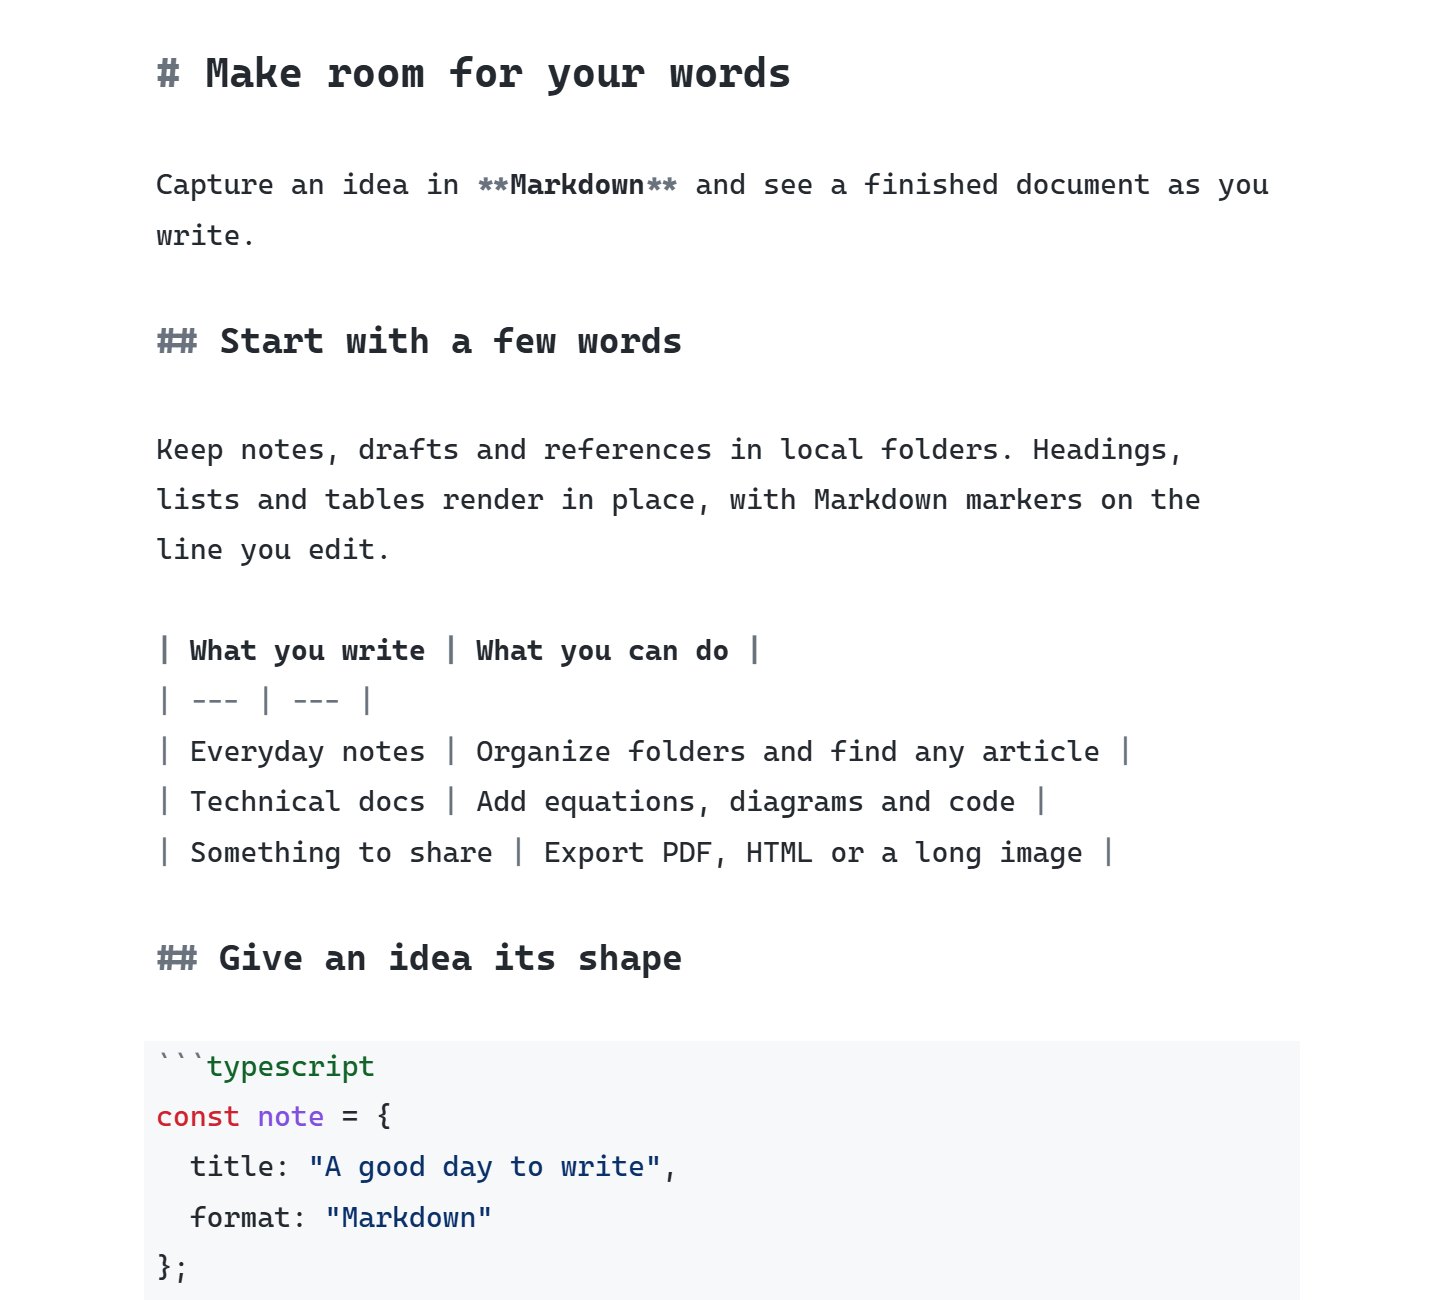 # Make room for your words
Capture an idea in **Markdown** and see a finished document as you
write.
## Start with a few words
Keep notes, drafts and references in local folders. Headings,
lists and tables render in place, with Markdown markers on the
line you edit.
| What you write | What you can do |
| --- | --- |
| Everyday notes | Organize folders and find any article |
| Technical docs | Add equations, diagrams and code |
| Something to share | Export PDF, HTML or a long image |
## Give an idea its shape
```typescript
const note = {
  title: "A good day to write",
  format: "Markdown"
};